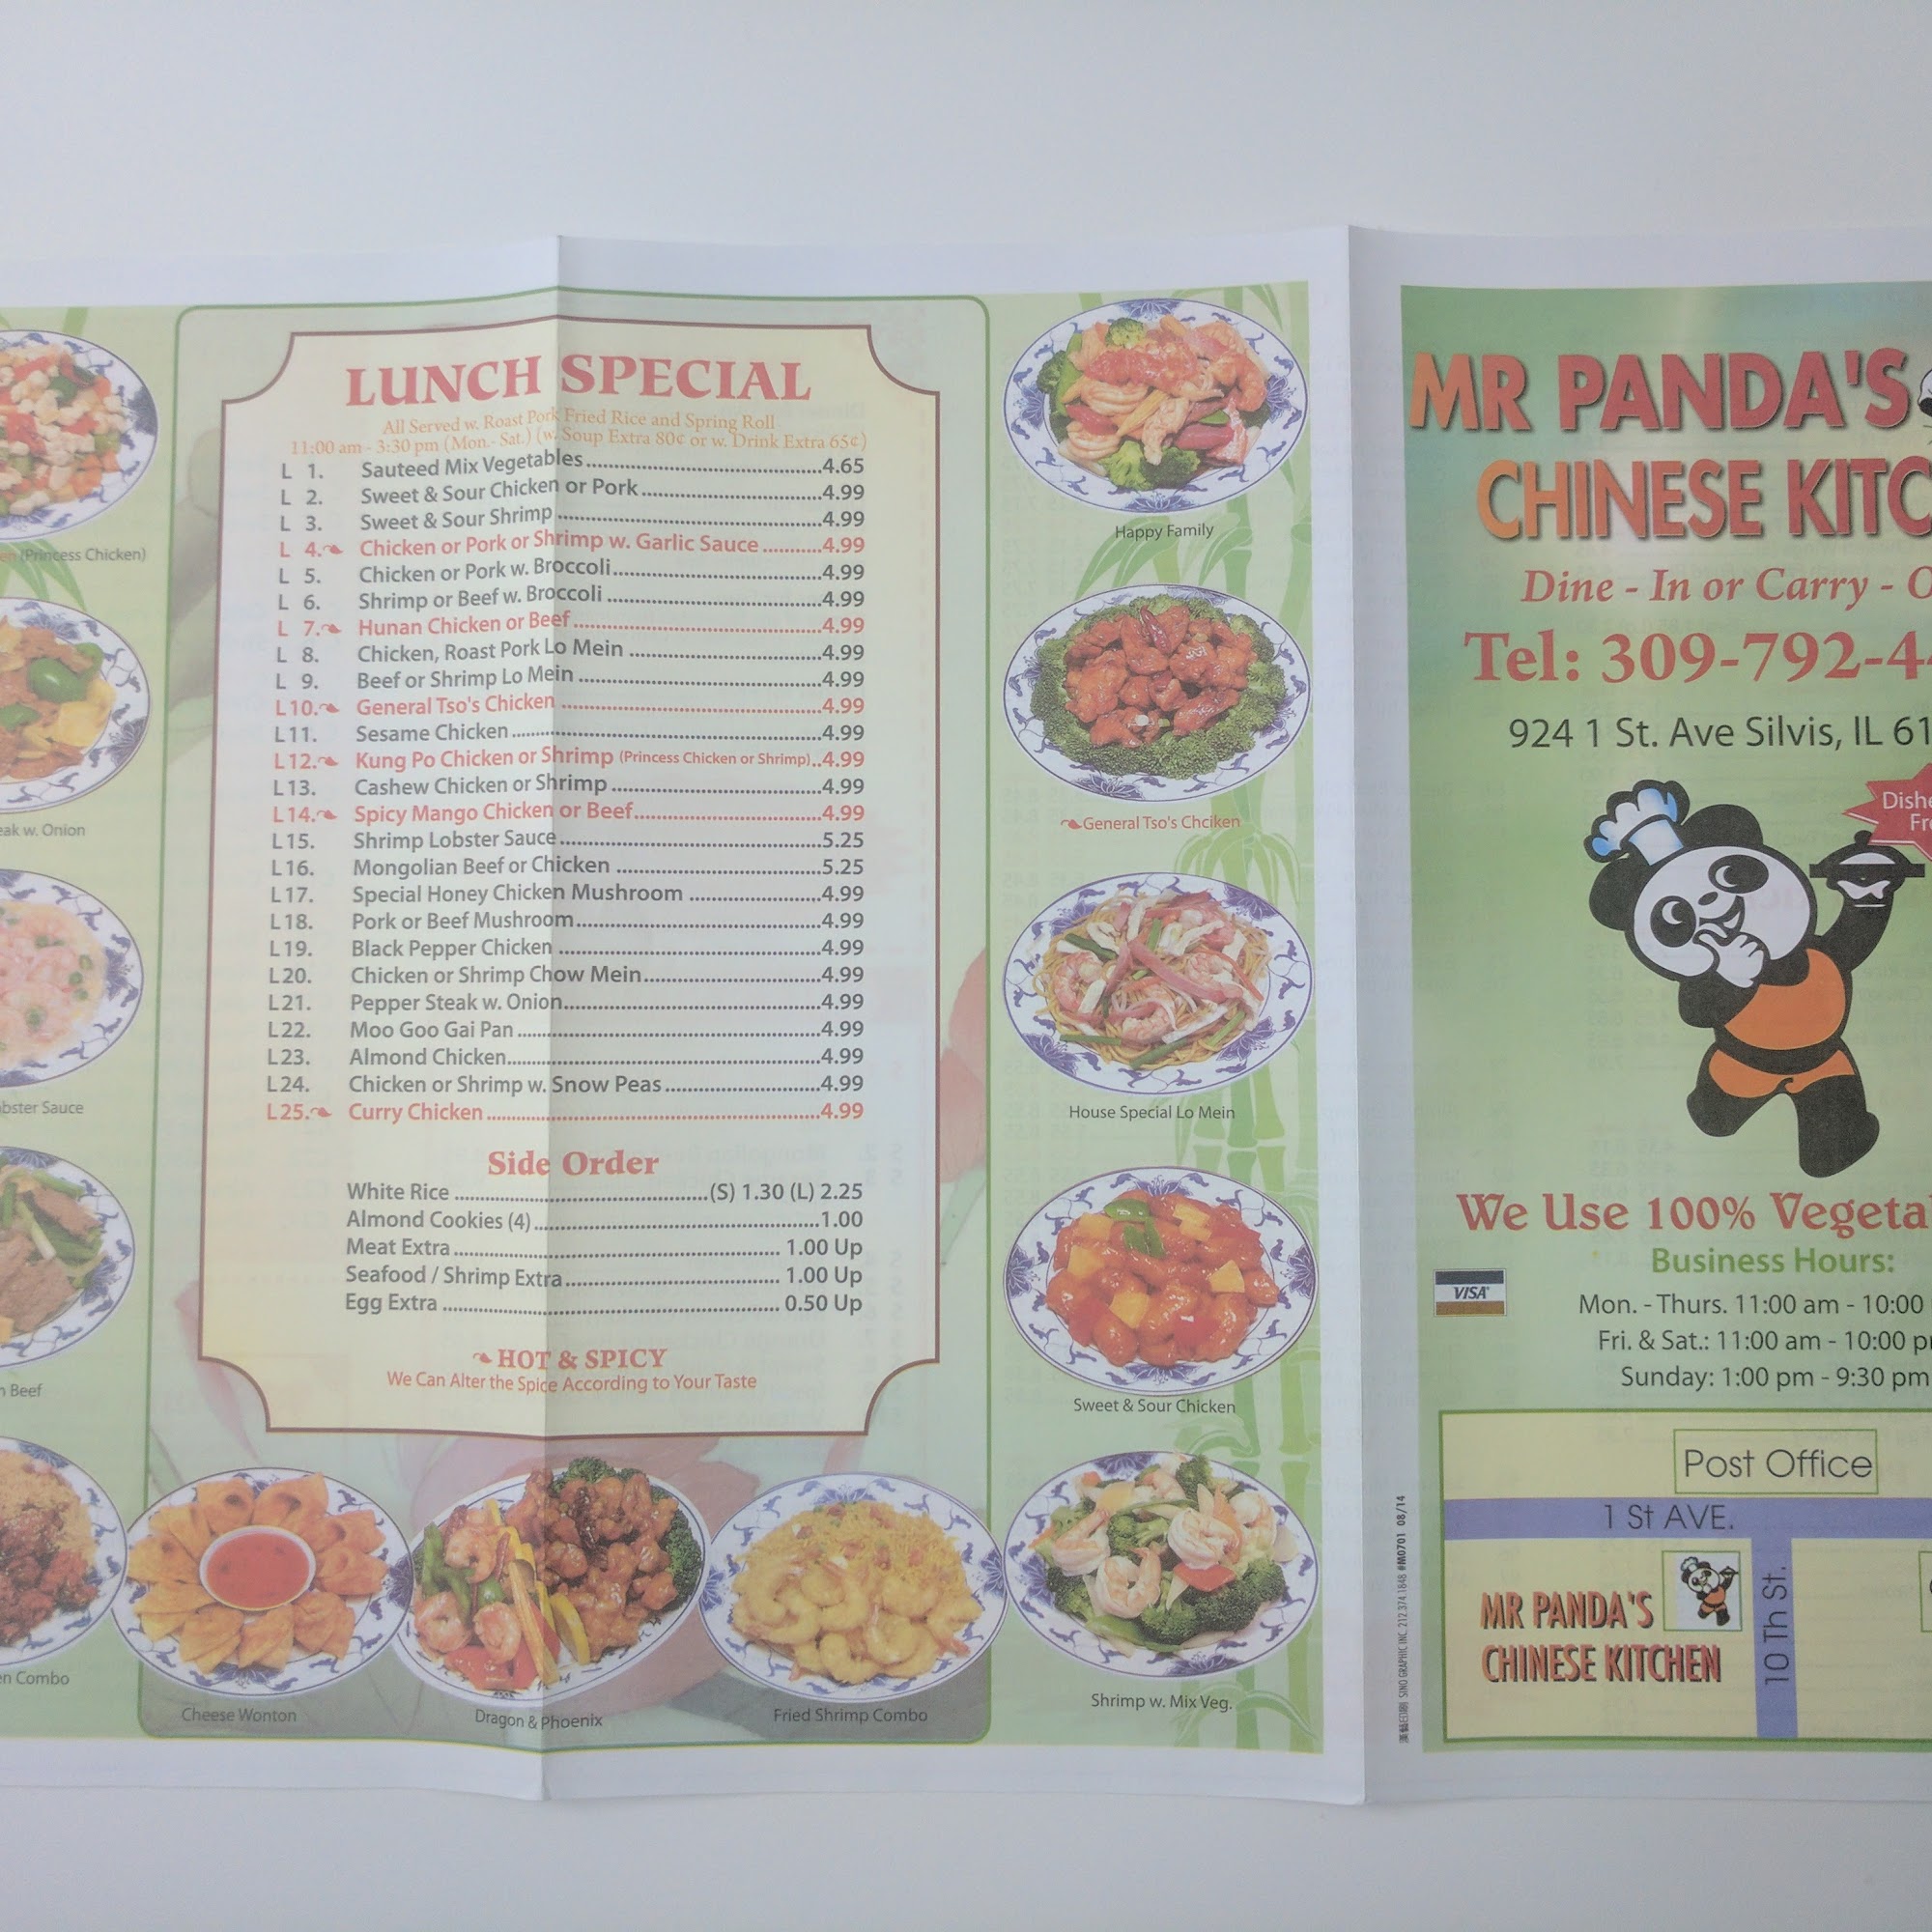 (Princess Chicken)
w. Onion
Sauce
Beef
Combo
LUNCH SPECIAL
All Served w. Roast Pork Fried Rice and Spring Roll
11:00 am - 3:30 pm (Mon.- Sat.) (w. Soup Extra 80¢ or w. Drink Extra 65¢)
L 1. Sauteed Mix Vegetables 4.65
L 2. Sweet & Sour Chicken or Pork 4.99
L 3. Sweet & Sour Shrimp 4.99
L 4. Chicken or Pork or Shrimp w. Garlic Sauce 4.99
L 5. Chicken or Pork w. Broccoli 4.99
L 6. Shrimp or Beef w. Broccoli 4.99
L 7. Hunan Chicken or Beef 4.99
L 8. Chicken, Roast Pork Lo Mein 4.99
L 9. Beef or Shrimp Lo Mein 4.99
L10. General Tso's Chicken 4.99
L11. Sesame Chicken 4.99
L12. Kung Po Chicken or Shrimp (Princess Chicken or Shrimp) 4.99
L13. Cashew Chicken or Shrimp 4.99
L14. Spicy Mango Chicken or Beef 4.99
L15. Shrimp Lobster Sauce 5.25
L16. Mongolian Beef or Chicken 5.25
L17. Special Honey Chicken Mushroom 4.99
L18. Pork or Beef Mushroom 4.99
L19. Black Pepper Chicken 4.99
L20. Chicken or Shrimp Chow Mein 4.99
L21. Pepper Steak w. Onion 4.99
L22. Moo Goo Gai Pan 4.99
L23. Almond Chicken 4.99
L24. Chicken or Shrimp w. Snow Peas 4.99
L25. Curry Chicken 4.99
Side Order
White Rice (S) 1.30 (L) 2.25
Almond Cookies (4) 1.00
Meat Extra 1.00 Up
Seafood / Shrimp Extra 1.00 Up
Egg Extra 0.50 Up
HOT & SPICY
We Can Alter the Spice According to Your Taste
Cheese Wonton
Dragon & Phoenix
Fried Shrimp Combo
Happy Family
General Tso's Chciken
House Special Lo Mein
Sweet & Sour Chicken
Shrimp w. Mix Veg.
SINO GRAPHIC INC. 212.374.1848 #M0701 08/14
MR PANDA'S
CHINESE
Dine - In or Carry -
Tel: 309-792-4
924 1 St. Ave Silvis, IL 61
We Use 100%
Business Hours:
VISA
Mon. - Thurs. 11:00 am - 10:00
Fri. & Sat.: 11:00 am - 10:00
Sunday: 1:00 pm - 9:30 pm
Post Office
1 St AVE.
10 Th St.
MR PANDA'S
CHINESE KITCHEN